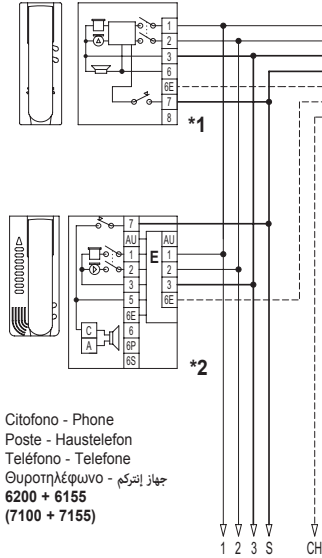 1
2
3
6
6E
7
8
*1
7
AU
1
2
3
5
6E
6
6P
6S
E
AU
1
2
3
6E
C
A
*2
Citofono - Phone
Poste - Haustelefon
Teléfono - Telefone
Θυροτηλέφωνο - جهاز إنتركم
6200 + 6155
(7100 + 7155)
1 2 3 S CH